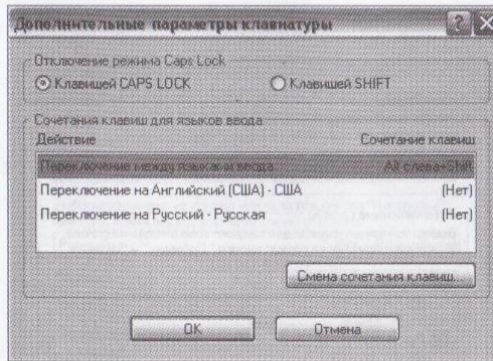 Дополнительные параметры клавиатуры
Отключение режима Caps Lock
Клавишей CAPS LOCK Клавишей SHIFT
Сочетания клавиш для языков ввода
Действие Сочетание клавиш
Переключение между языками ввода Alt слева+Shift
Переключение на Английский (США) - США (Нет)
Переключение на Русский - Русская (Нет)
Смена сочетания клавиш...
ОК Отмена